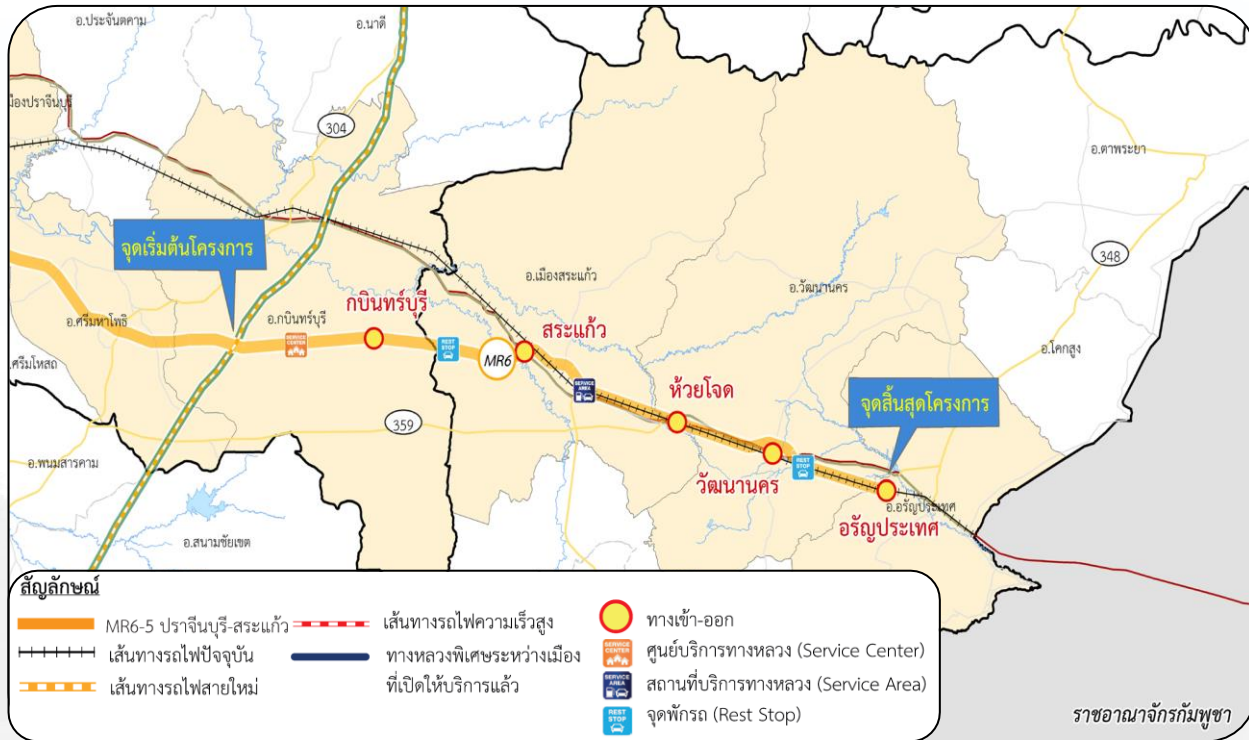 อ.ประจันตคาม
อ.นาดี
มืองปราจีนบุรี
304
อ.ตาพระยา
จุดเริ่มต้นโครงการ
348
อ.เมืองสระแก้ว
อ.วัฒนานคร
กบินทร์บุรี
อ.กบินทร์บุรี
อ.ศรีมหาโพธิ
สระแก้ว
อ.โคกสูง
SERVICE CENTER
REST STOP
MR6
.ศรีมโหสถ
SERVICE AREA
ห้วยโจด
จุดสิ้นสุดโครงการ
359
อ.พนมสารคาม
วัฒนานคร
REST STOP
อ.อรัญประเทศ
อรัญประเทศ
อ.สนามชัยเขต
สัญลักษณ์
MR6-5 ปราจีนบุรี-สระแก้ว
เส้นทางรถไฟปัจจุบัน
เส้นทางรถไฟสายใหม่
เส้นทางรถไฟความเร็วสูง
ทางหลวงพิเศษระหว่างเมือง
ที่เปิดให้บริการแล้ว
ทางเข้า-ออก
SERVICE CENTER
ศูนย์บริการทางหลวง (Service Center)
SERVICE AREA
สถานที่บริการทางหลวง (Service Area)
REST STOP
จุดพักรถ (Rest Stop)
ราชอาณาจักรกัมพูชา